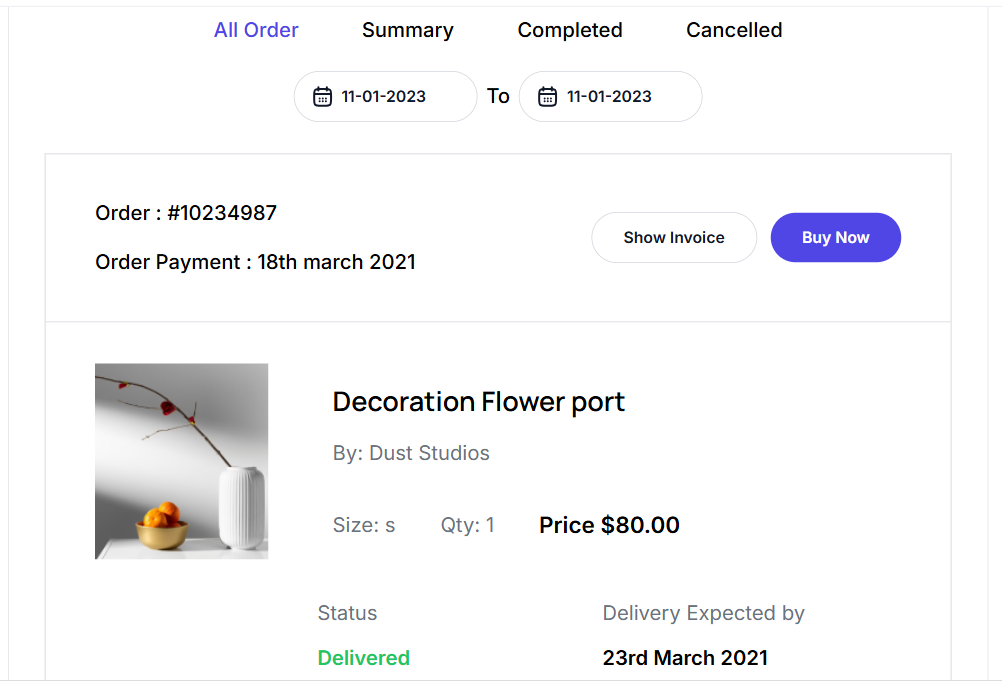 All Order Summary Completed Cancelled
11-01-2023 To 11-01-2023
Order : #10234987
Order Payment : 18th march 2021
Show Invoice Buy Now
Decoration Flower port
By: Dust Studios
Size: s Qty: 1 Price $80.00
Status Delivery Expected by
Delivered 23rd March 2021